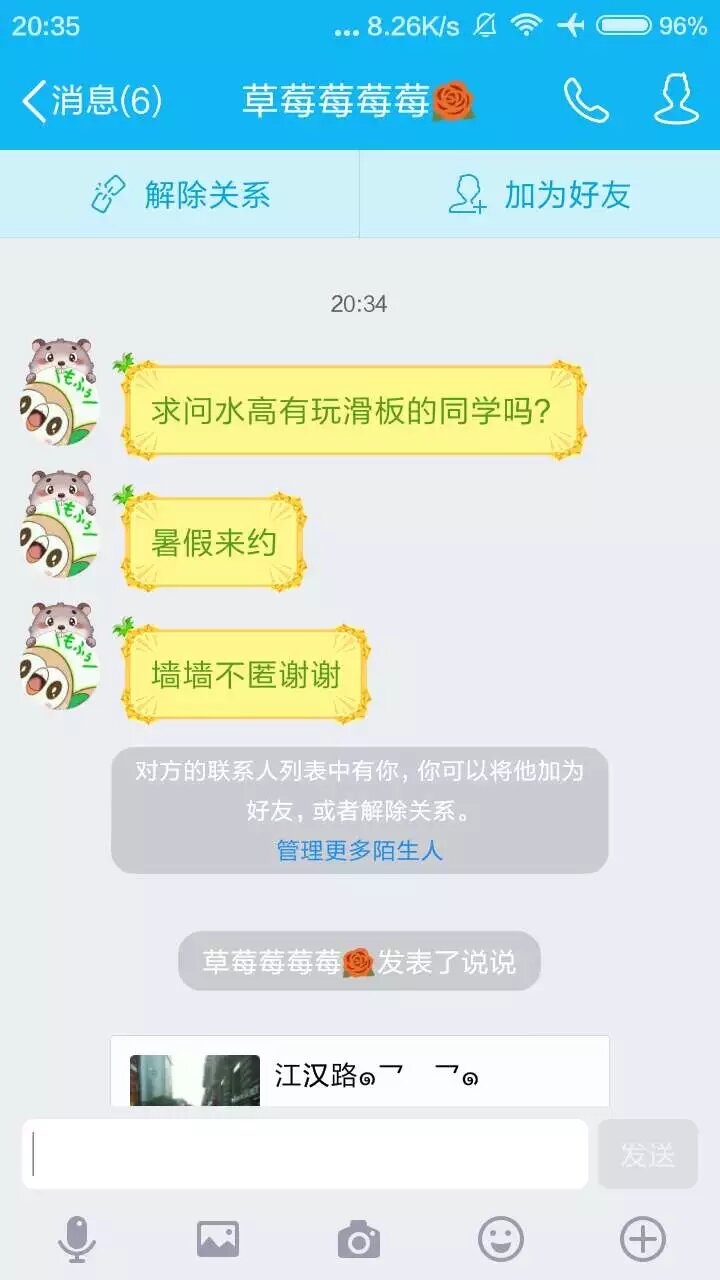 20:35 ... 8.26K/s 96%
消息(6) 草莓莓莓莓🌹
解除关系 加为好友
20:34
求问水高有玩滑板的同学吗?
暑假来约
墙墙不匿谢谢
对方的联系人列表中有你,你可以将他加为
好友,或者解除关系。
管理更多陌生人
草莓莓莓莓🌹发表了说说
江汉路๑乛 乛๑
发送